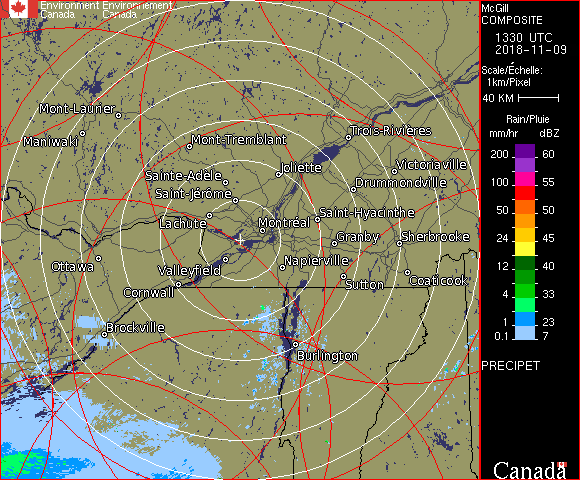 Environment Environnement
Canada Canada
McGill
COMPOSITE
1330 UTC
2018-11-09
Scale/Échelle:
1km/Pixel
40 KM
Rain/Pluie
mm/hr dBZ
200 60
150 57
100 55
50 50
24 45
12 40
4 33
1 23
0.1 7
PRECIPET
Canada
Mont-Laurier
Maniwaki
Mont-Tremblant
Trois-Rivières
Joliette
Victoriaville
Sainte-Adèle
Drummondville
Saint-Jérôme
Saint-Hyacinthe
Lachute
Montréal
Granby
Sherbrooke
Ottawa
Valleyfield
Napierville
Sutton
Coaticook
Cornwall
Brockville
Burlington